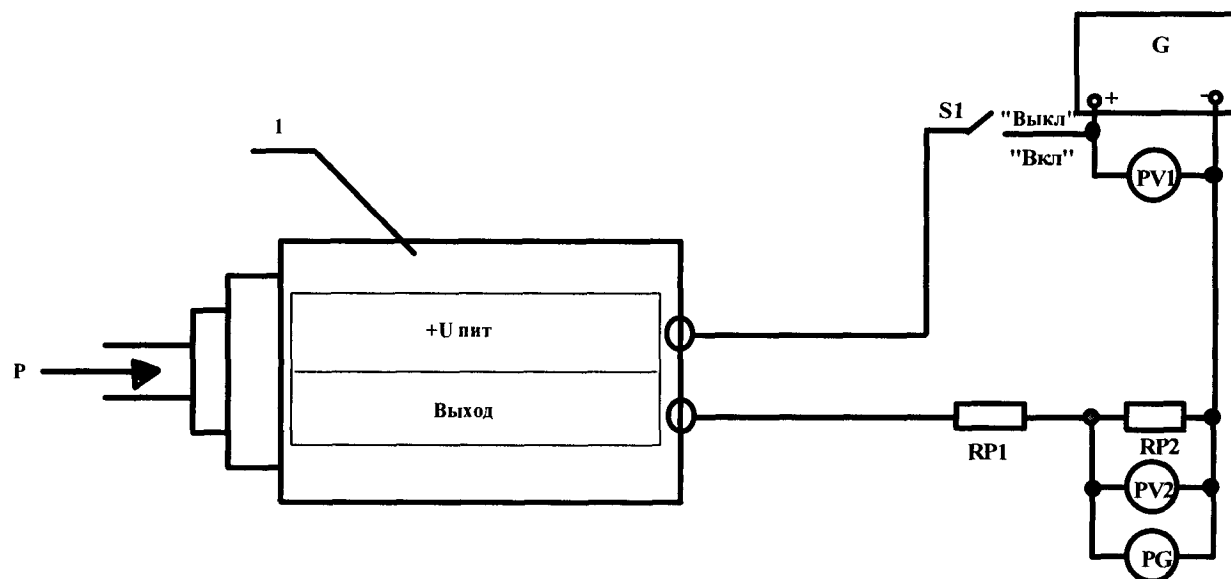 G
+
-
S1
"Выкл"
"Вкл"
1
PV1
+U пит
P
Выход
RP1
RP2
PV2
PG